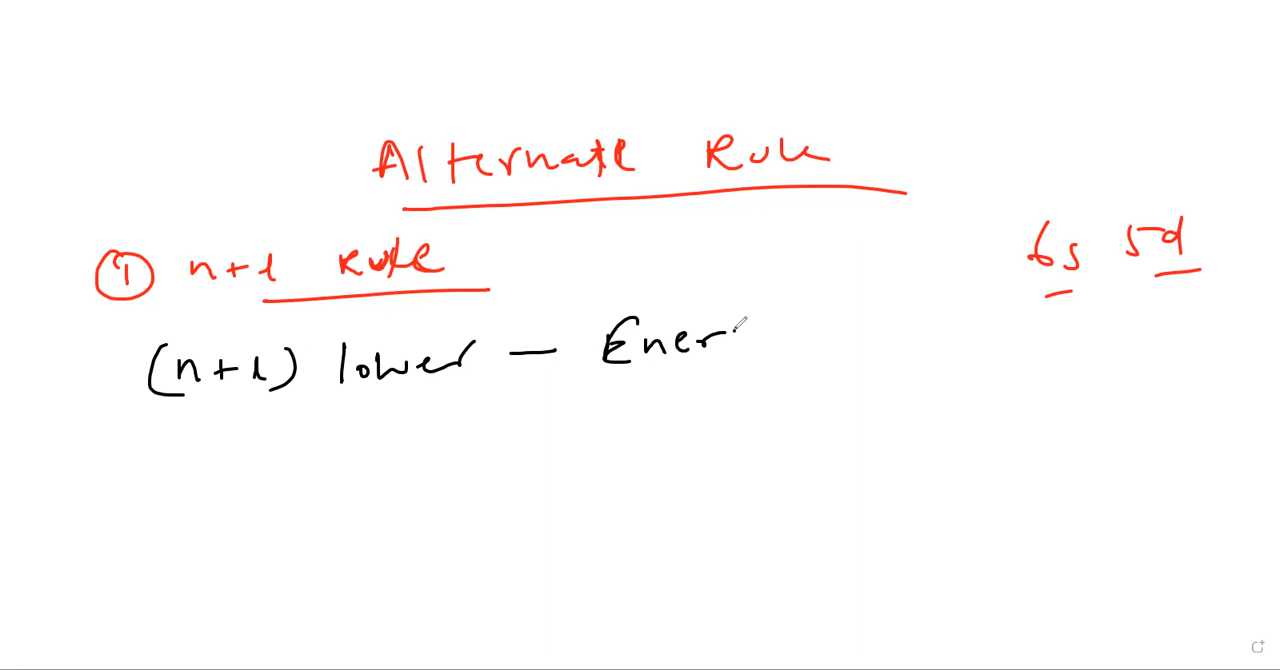 Alternate Rule
① n+l Rule
6s 5d
(n+l) lower — Ener